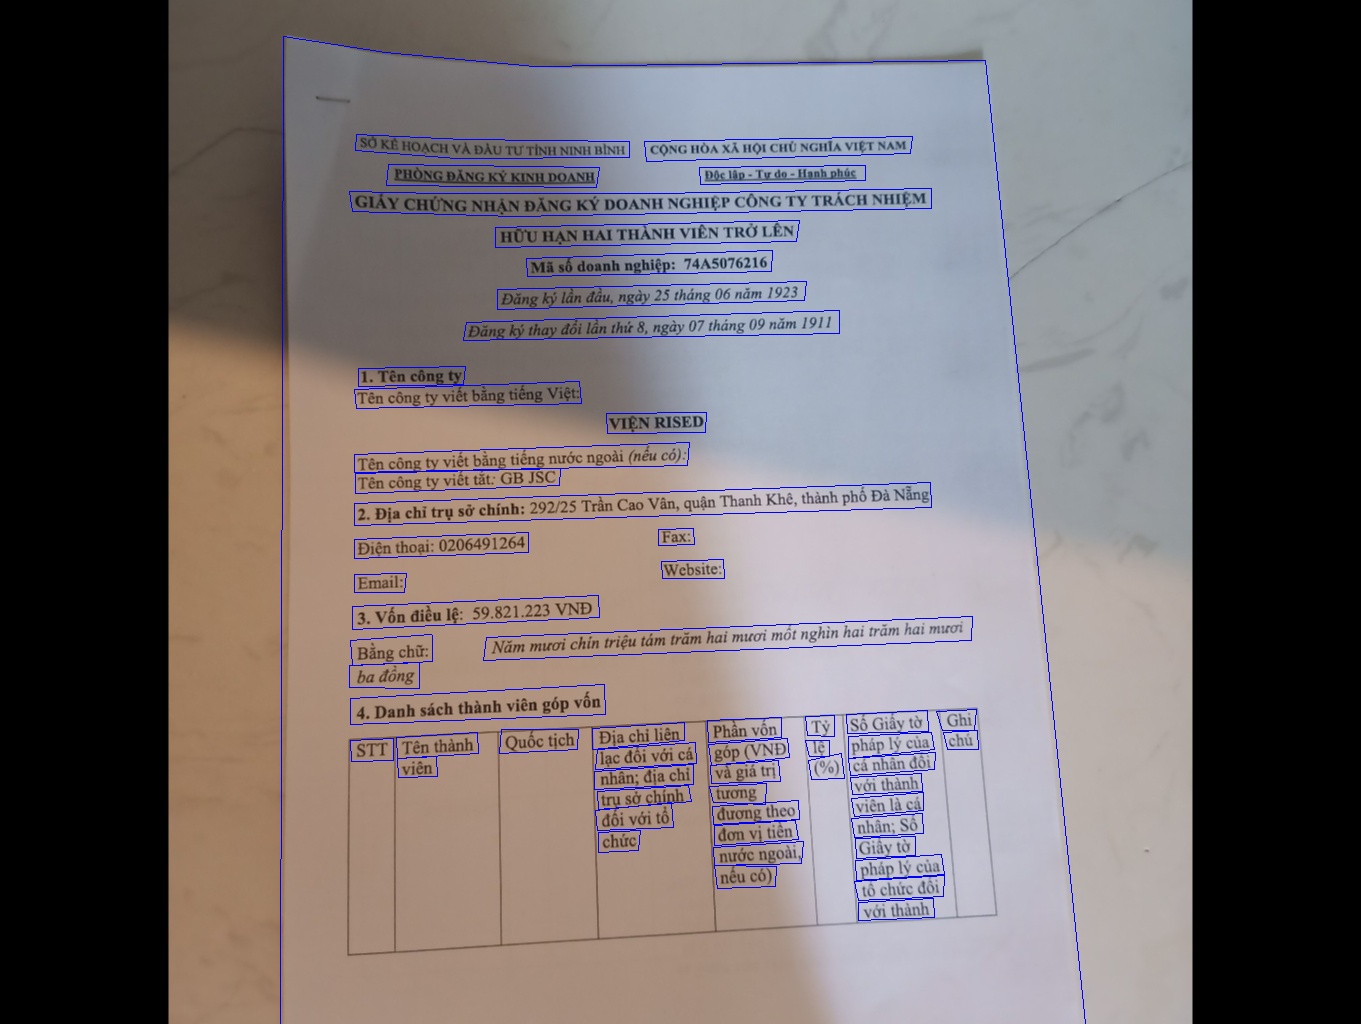 SỞ KẾ HOẠCH VÀ ĐẦU TƯ TỈNH NINH BÌNH
CỘNG HÒA XÃ HỘI CHỦ NGHĨA VIỆT NAM
PHÒNG ĐĂNG KÝ KINH DOANH
Độc lập - Tự do - Hạnh phúc
GIẤY CHỨNG NHẬN ĐĂNG KÝ DOANH NGHIỆP CÔNG TY TRÁCH NHIỆM
HỮU HẠN HAI THÀNH VIÊN TRỞ LÊN
Mã số doanh nghiệp: 74A5076216
Đăng ký lần đầu, ngày 25 tháng 06 năm 1923
Đăng ký thay đổi lần thứ 8, ngày 07 tháng 09 năm 1911
1. Tên công ty
Tên công ty viết bằng tiếng Việt:
VIỆN RISED
Tên công ty viết bằng tiếng nước ngoài (nếu có):
Tên công ty viết tắt: GB JSC
2. Địa chỉ trụ sở chính: 292/25 Trần Cao Vân, quận Thanh Khê, thành phố Đà Nẵng
Điện thoại: 0206491264
Fax:
Email:
Website:
3. Vốn điều lệ: 59.821.223 VNĐ
Bằng chữ: Năm mươi chín triệu tám trăm hai mươi mốt nghìn hai trăm hai mươi
ba đồng
4. Danh sách thành viên góp vốn
STT
Tên thành
viên
Quốc tịch
Địa chỉ liên
lạc đối với cá
nhân; địa chỉ
trụ sở chính
đối với tổ
chức
Phần vốn
góp (VNĐ
và giá trị
tương
đương theo
đơn vị tiền
nước ngoài,
nếu có)
Tỷ
lệ
(%)
Số Giấy tờ
pháp lý của
cá nhân đối
với thành
viên là cá
nhân; Số
Giấy tờ
pháp lý của
tổ chức đối
với thành
Ghi
chú